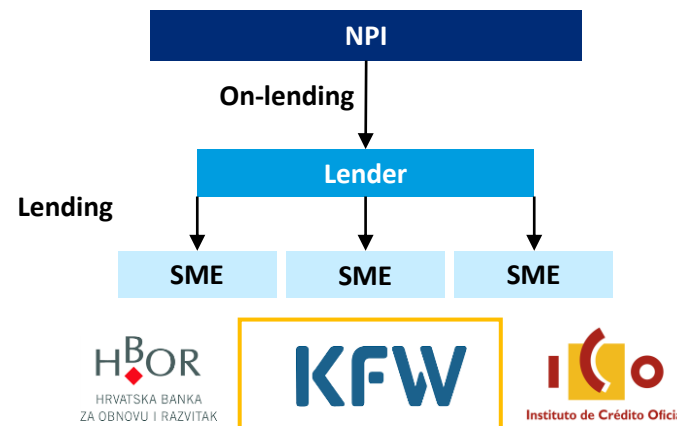 NPI
On-lending
Lender
Lending
SME SME SME
HBOR
HRVATSKA BANKA
ZA OBNOVU I RAZVITAK
KFW
ICO
Instituto de Crédito Ofici